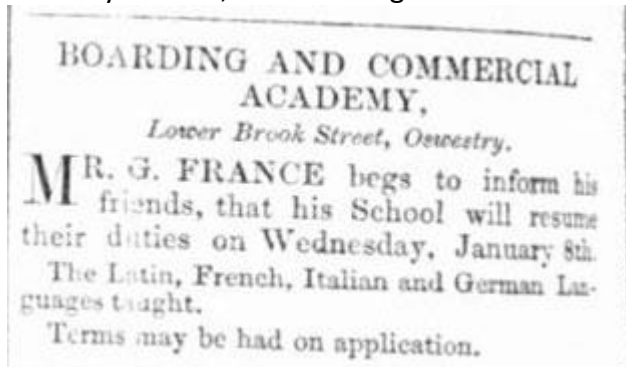 BOARDING AND COMMERCIAL
ACADEMY,
Lower Brook Street, Oswestry.
MR. G. FRANCE begs to inform his
friends, that his School will resume
their duties on Wednesday, January 8th.
The Latin, French, Italian and German Lan-
guages taught.
Terms may be had on application.